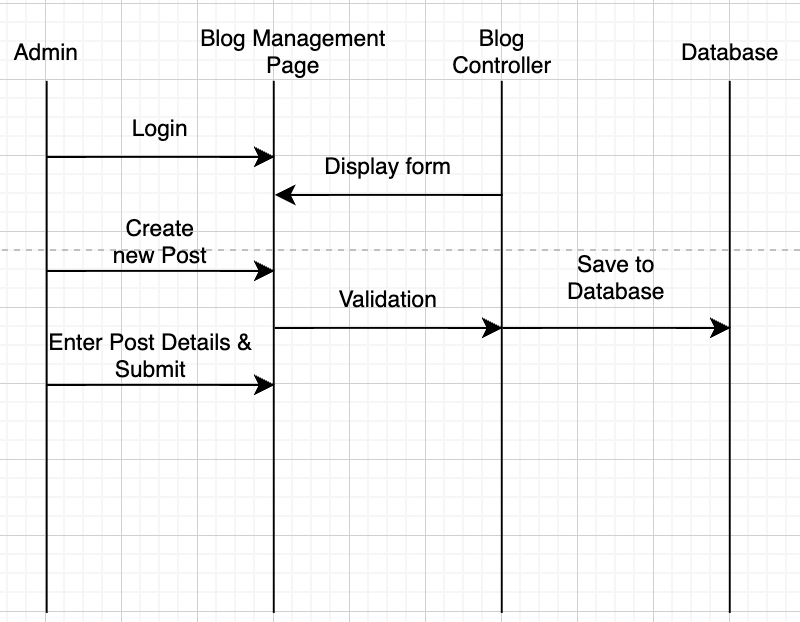 Admin
Blog Management
Page
Blog
Controller
Database
Login
Display form
Create
new Post
Save to
Database
Validation
Enter Post Details &
Submit